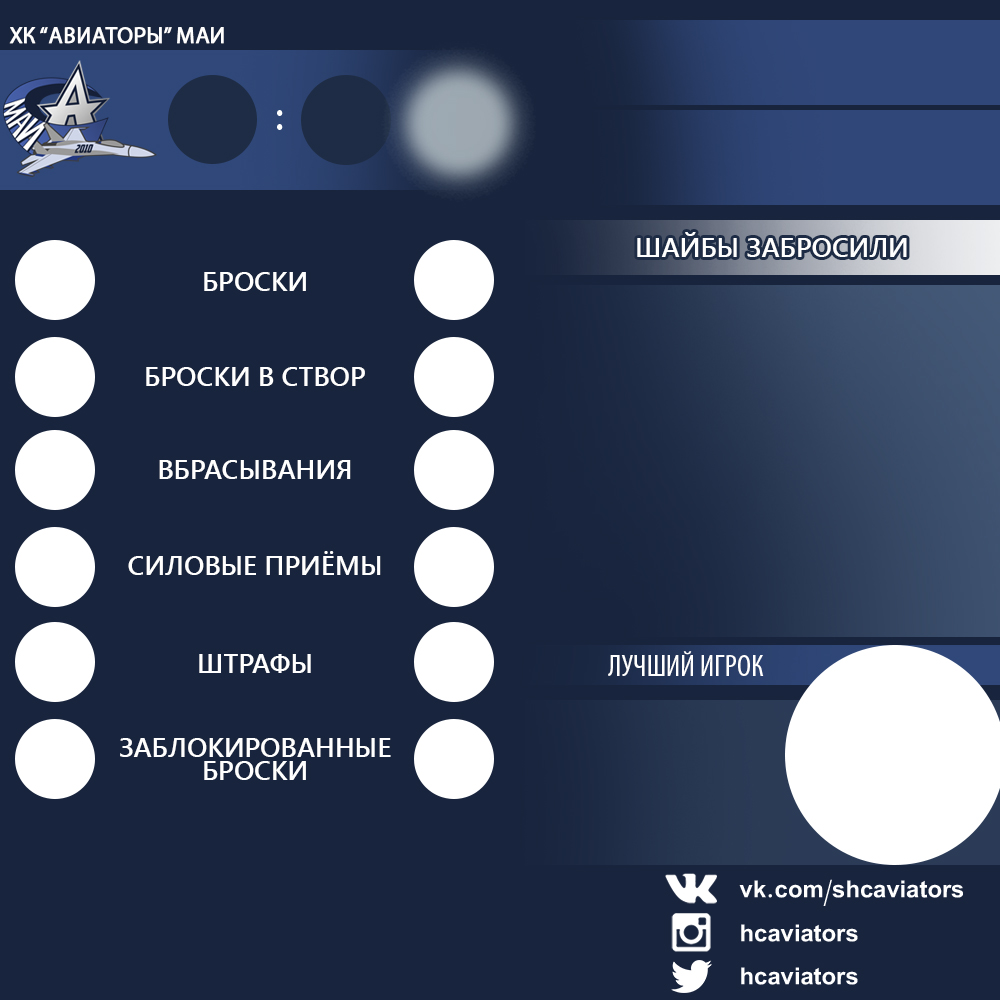 ХК “АВИАТОРЫ” МАИ
А
МАИ
2010
:
ШАЙБЫ ЗАБРОСИЛИ
БРОСКИ
БРОСКИ В СТВОР
ВБРАСЫВАНИЯ
СИЛОВЫЕ ПРИЁМЫ
ШТРАФЫ
ЗАБЛОКИРОВАННЫЕ
БРОСКИ
ЛУЧШИЙ ИГРОК
vk.com/shcaviators
hcaviators
hcaviators